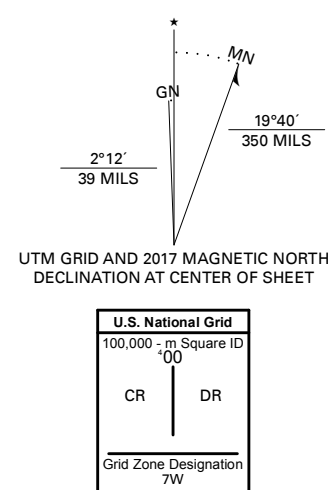 ★
MN
GN
19°40´
350 MILS
2°12´
39 MILS
UTM GRID AND 2017 MAGNETIC NORTH
DECLINATION AT CENTER OF SHEET
U.S. National Grid
100,000 - m Square ID
⁴00
CR DR
Grid Zone Designation
7W